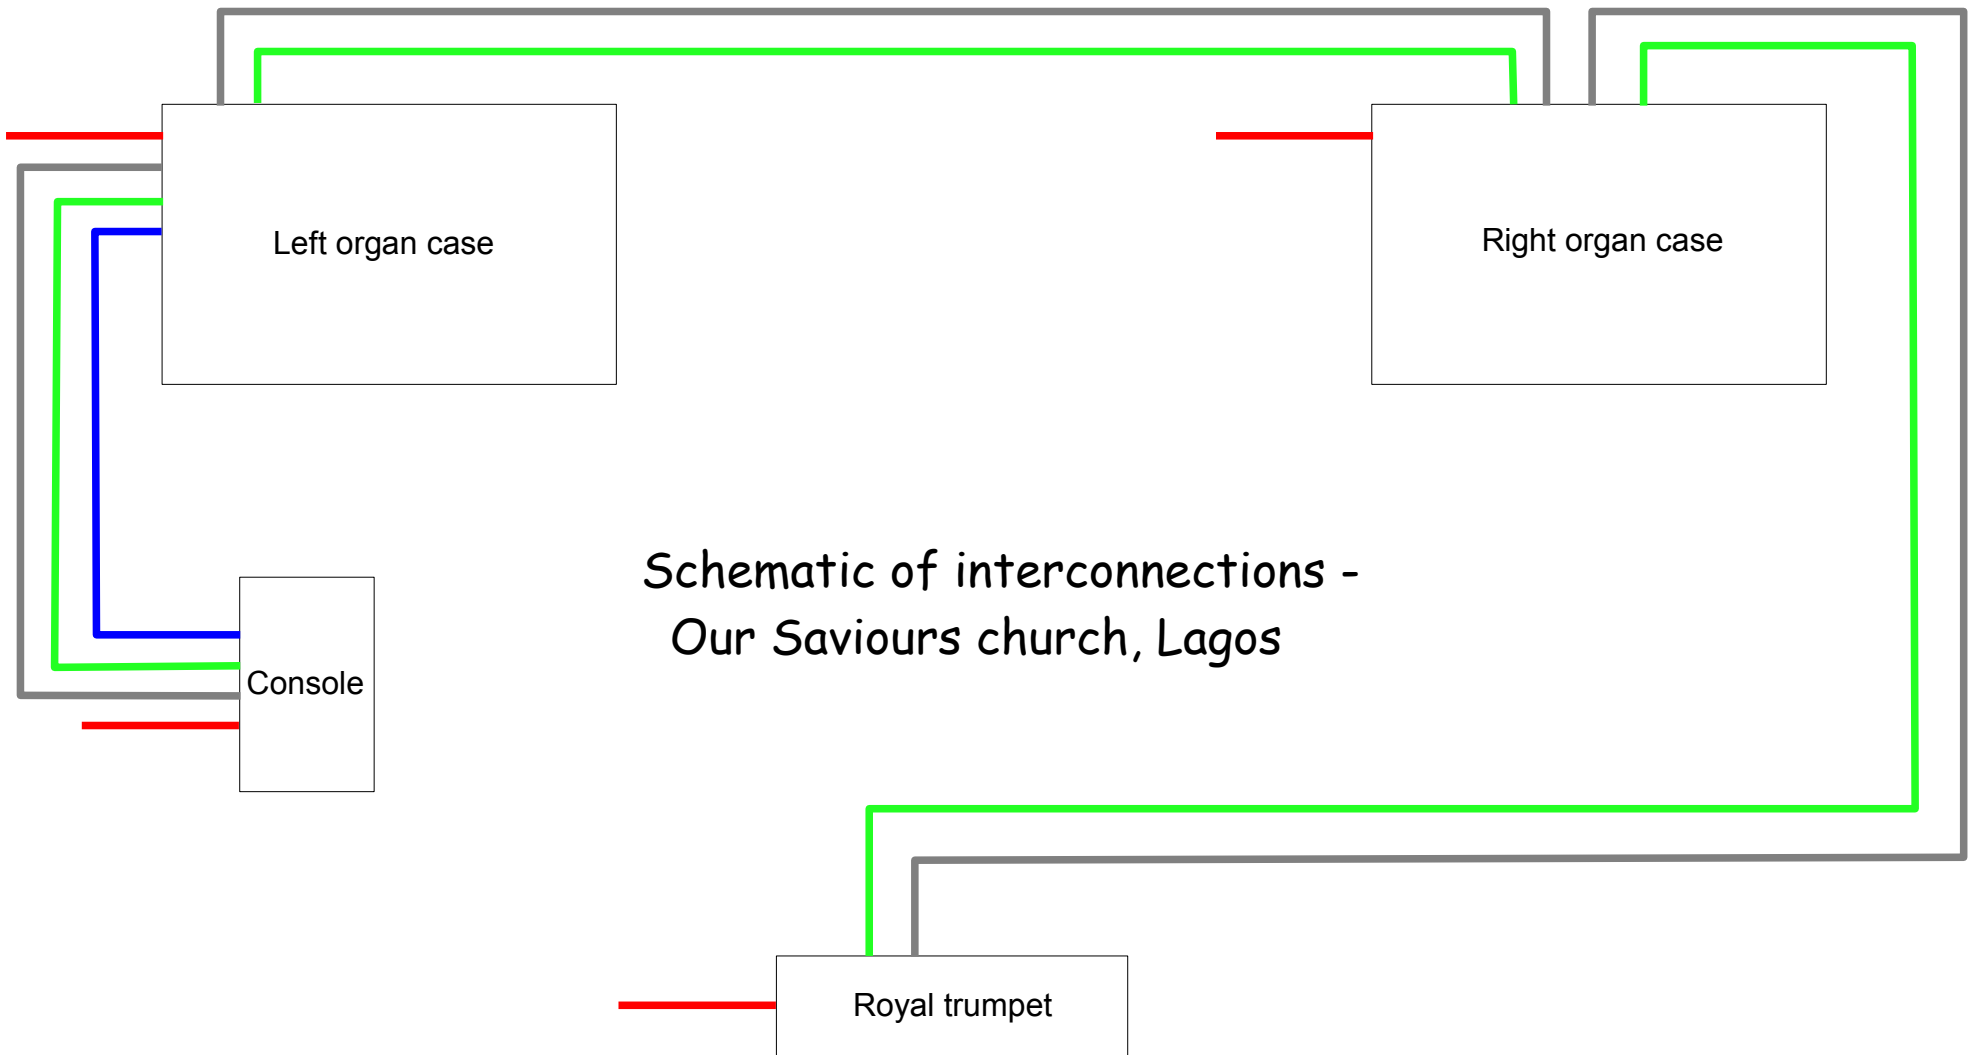 Left organ case
Right organ case
Schematic of interconnections -
Our Saviours church, Lagos
Console
Royal trumpet